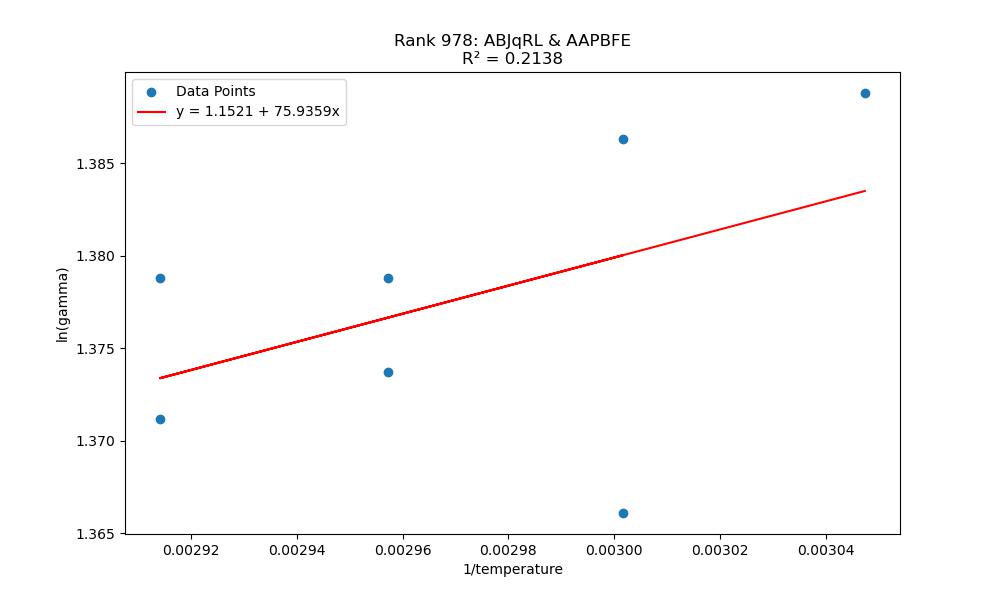 Rank 978: ABJqRL & AAPBFE
R² = 0.2138
Data Points
y = 1.1521 + 75.9359x
1.385
1.380
1.375
1.370
1.365
ln(gamma)
0.00292
0.00294
0.00296
0.00298
0.00300
0.00302
0.00304
1/temperature